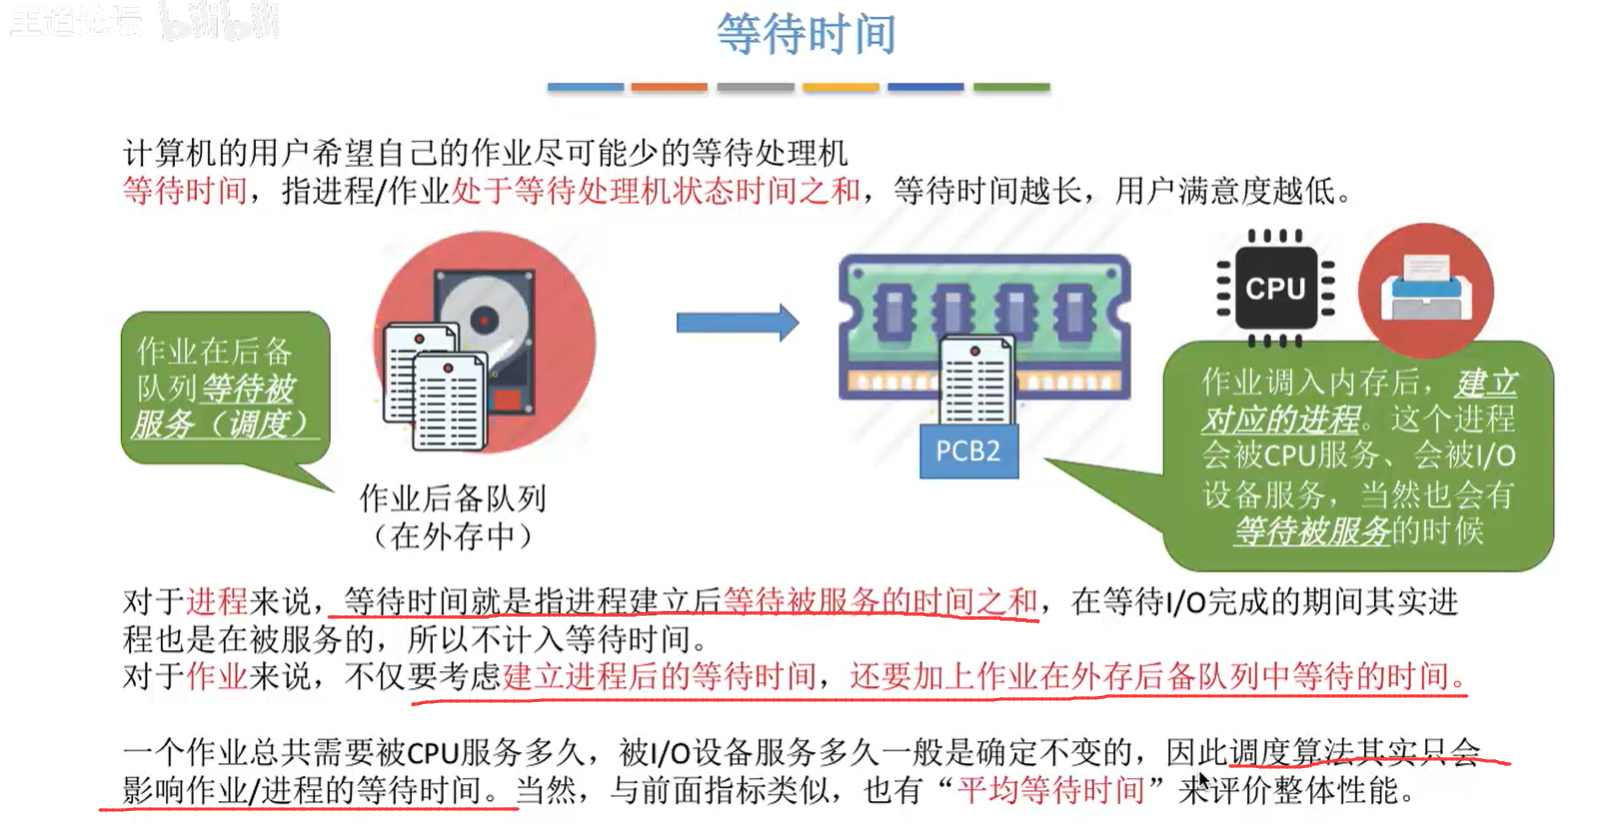 王道论坛 bilibili
等待时间
计算机的用户希望自己的作业尽可能少的等待处理机
等待时间，指进程/作业处于等待处理机状态时间之和，等待时间越长，用户满意度越低。
作业在后备
队列等待被
服务（调度）
作业后备队列
（在外存中）
PCB2
CPU
作业调入内存后，建立
对应的进程。这个进程
会被CPU服务、会被I/O
设备服务，当然也会有
等待被服务的时候
对于进程来说，等待时间就是指进程建立后等待被服务的时间之和，在等待I/O完成的期间其实进
程也是在被服务的，所以不计入等待时间。
对于作业来说，不仅要考虑建立进程后的等待时间，还要加上作业在外存后备队列中等待的时间。
一个作业总共需要被CPU服务多久，被I/O设备服务多久一般是确定不变的，因此调度算法其实只会
影响作业/进程的等待时间。当然，与前面指标类似，也有“平均等待时间”来评价整体性能。